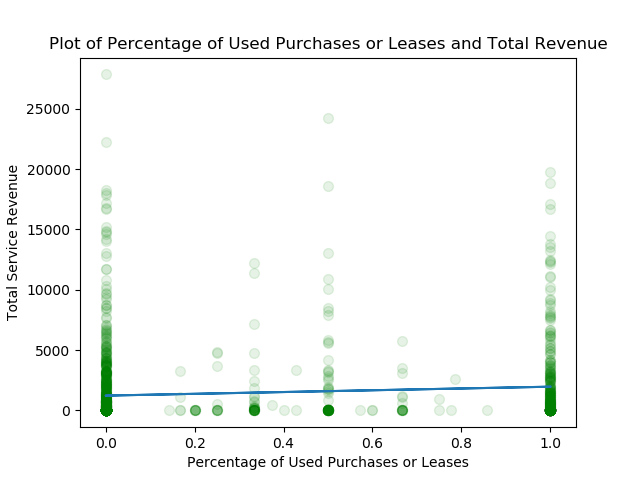 Plot of Percentage of Used Purchases or Leases and Total Revenue
Total Service Revenue
25000
20000
15000
10000
5000
0
0.0 0.2 0.4 0.6 0.8 1.0
Percentage of Used Purchases or Leases